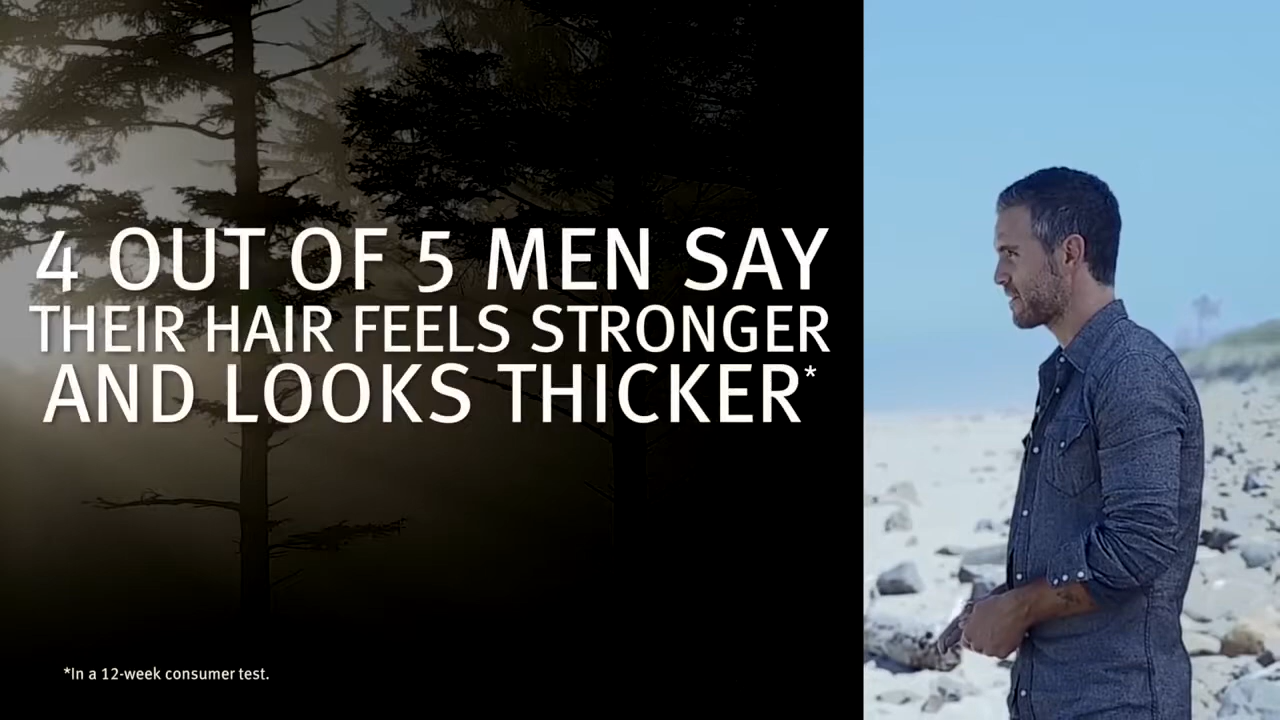 4 OUT OF 5 MEN SAY
THEIR HAIR FEELS STRONGER
AND LOOKS THICKER*
*In a 12-week consumer test.